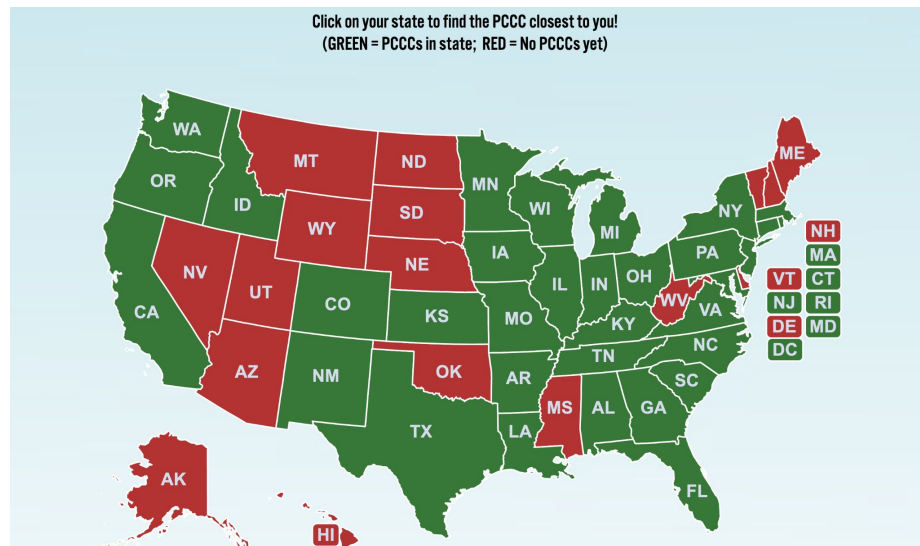 Click on your state to find the PCCC closest to you!
(GREEN = PCCCs in state; RED = No PCCCs yet)
WA
MT
ND
ME
OR
ID
MN
WI
MI
NY
SD
WY
NH
NE
IA
PA
MA
NV
UT
IL
IN
OH
VT
CT
CA
CO
KS
MO
WV
VA
NJ
RI
KY
DE
MD
AZ
NM
OK
AR
TN
NC
DC
SC
MS
AL
GA
TX
LA
AK
FL
HI